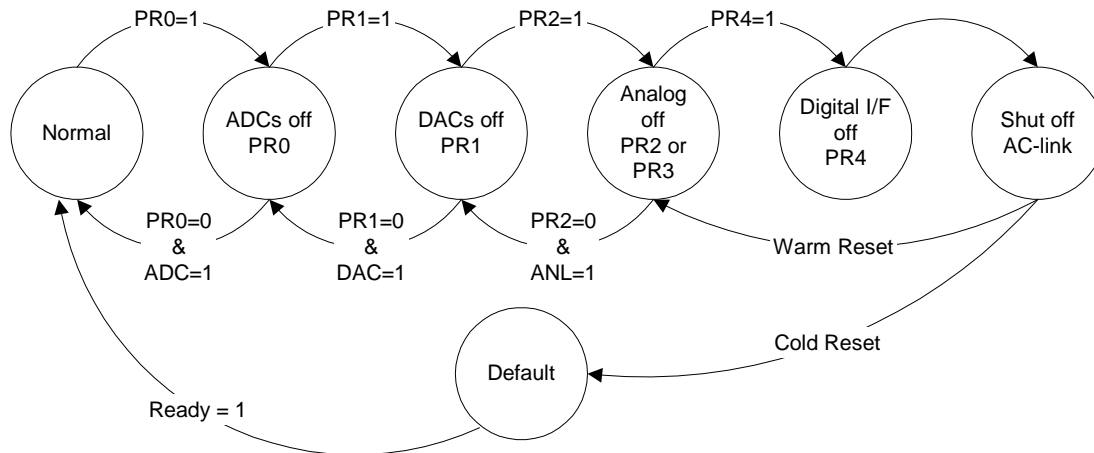 PR0=1
PR1=1
PR2=1
PR4=1
Normal
ADCs off
PR0
DACs off
PR1
Analog
off
PR2 or
PR3
Digital I/F
off
PR4
Shut off
AC-link
PR0=0
&
ADC=1
PR1=0
&
DAC=1
PR2=0
&
ANL=1
Warm Reset
Cold Reset
Default
Ready = 1